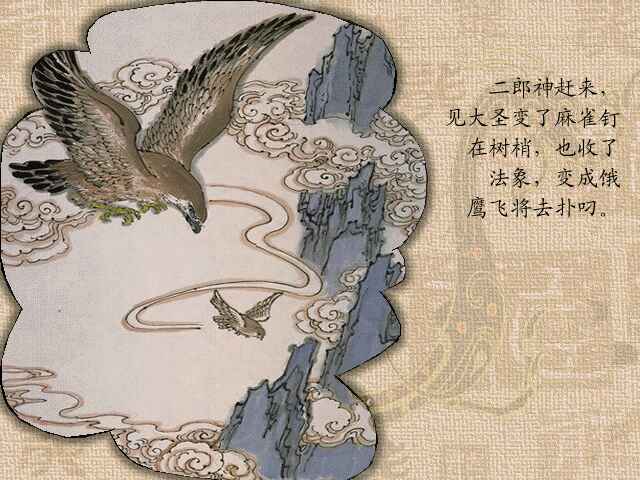 二郎神赶来，
见大圣变了麻雀钉
在树梢，也收了
法象，变成俄
鹰飞将去扑叼。